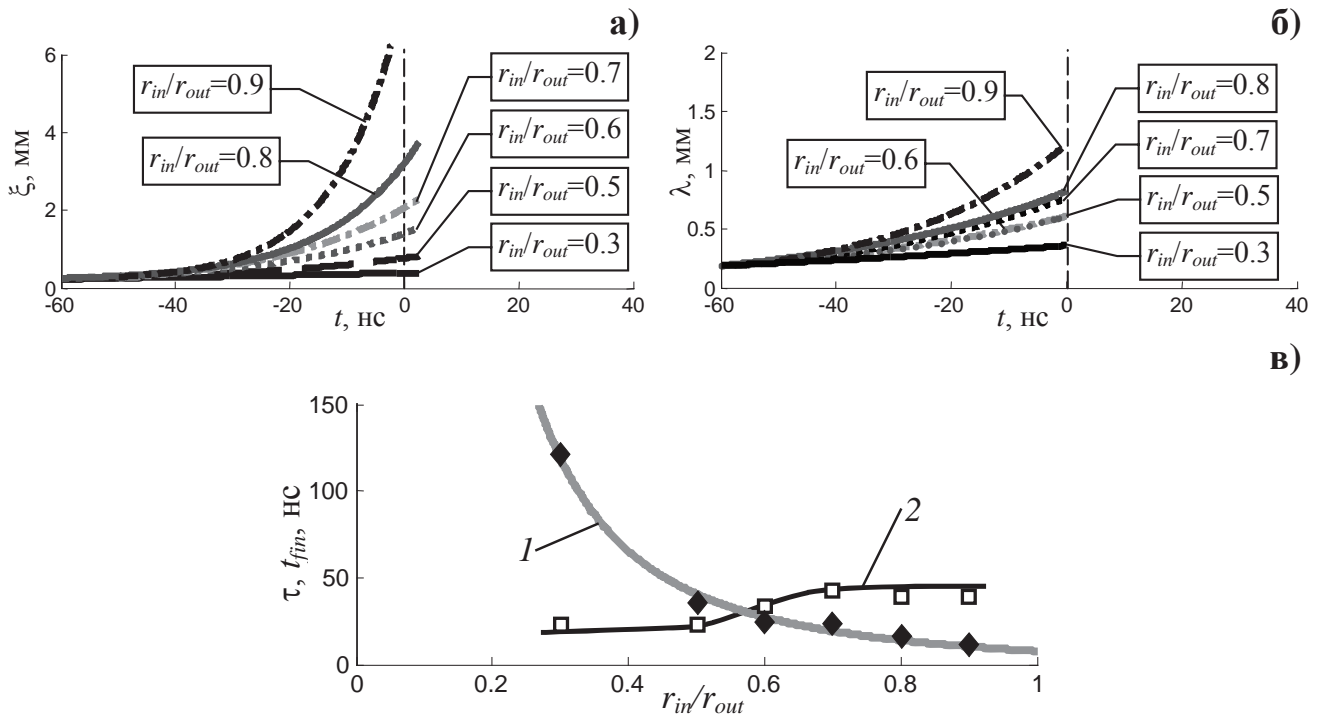 а)
ξ, мм
6
4
2
0
-60
-40
-20
0
20
40
t, нс
r_in/r_out=0.9
r_in/r_out=0.8
r_in/r_out=0.7
r_in/r_out=0.6
r_in/r_out=0.5
r_in/r_out=0.3
б)
λ, мм
2
1.5
1
0.5
0
-60
-40
-20
0
20
40
t, нс
r_in/r_out=0.9
r_in/r_out=0.6
r_in/r_out=0.8
r_in/r_out=0.7
r_in/r_out=0.5
r_in/r_out=0.3
в)
τ, t_fin, нс
150
100
50
0
1
2
0
0.2
0.4
0.6
0.8
1
r_in/r_out